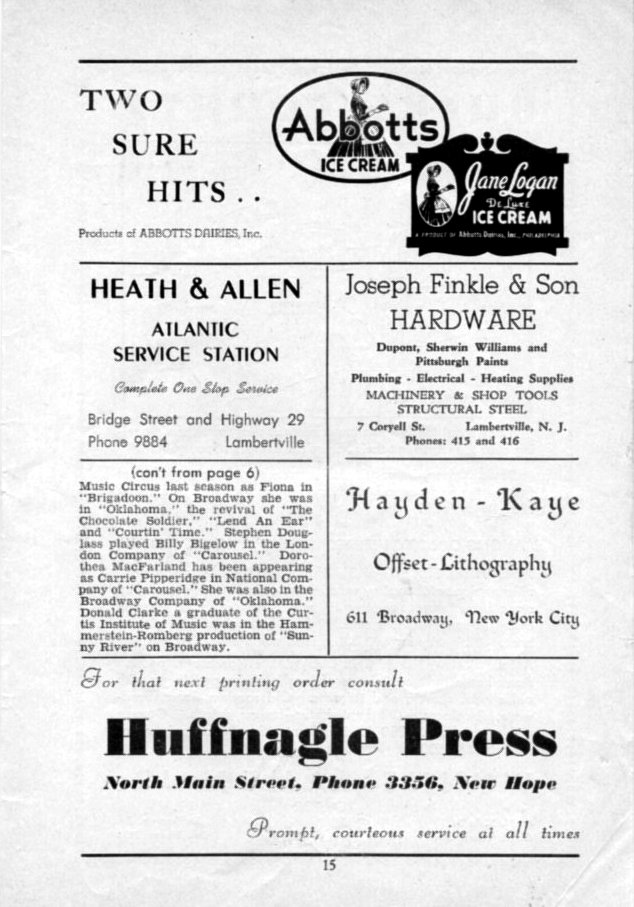 TWO
SURE
HITS . .
Products of ABBOTTS DAIRIES, Inc.
Abbotts
ICE CREAM
Jane Logan
De Luxe
ICE CREAM
A PRODUCT OF Abbotts Dairies, Inc., PHILADELPHIA
HEATH & ALLEN
ATLANTIC
SERVICE STATION
Complete One Stop Service
Bridge Street and Highway 29
Phone 9884 Lambertville
Joseph Finkle & Son
HARDWARE
Dupont, Sherwin Williams and
Pittsburgh Paints
Plumbing - Electrical - Heating Supplies
MACHINERY & SHOP TOOLS
STRUCTURAL STEEL
7 Coryell St. Lambertville, N. J.
Phones: 415 and 416
(con't from page 6)
Music Circus last season as Fiona in
"Brigadoon." On Broadway she was
in "Oklahoma," the revival of "The
Chocolate Soldier," "Lend An Ear"
and "Courtin' Time." Stephen Doug-
lass played Billy Bigelow in the Lon-
don Company of "Carousel." Doro-
thea MacFarland has been appearing
as Carrie Pipperidge in National Com-
pany of "Carousel." She was also in the
Broadway Company of "Oklahoma."
Donald Clarke a graduate of the Cur-
tis Institute of Music was in the Ham-
merstein-Romberg production of "Sun-
ny River" on Broadway.
Hayden - Kaye
Offset - Lithography
611 Broadway, New York City
For that next printing order consult
Huffnagle Press
North Main Street, Phone 3356, New Hope
Prompt, courteous service at all times
15